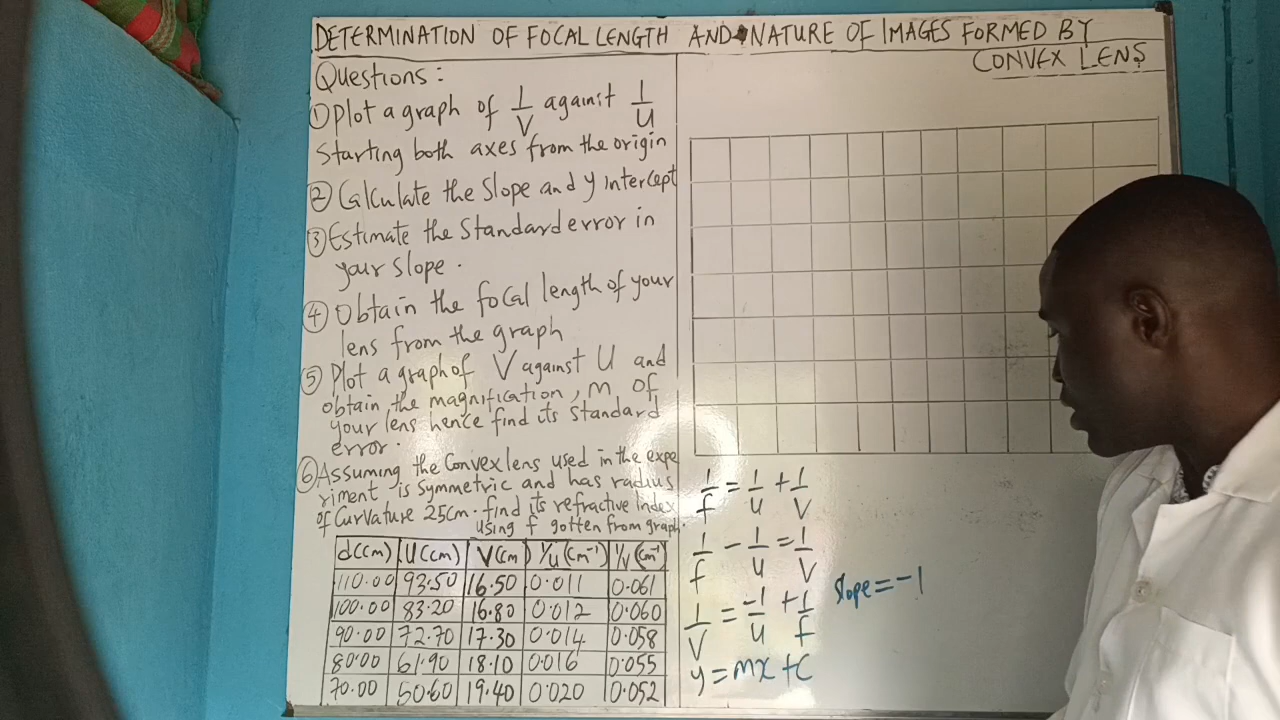 DETERMINATION OF FOCAL LENGTH AND NATURE OF IMAGES FORMED BY
CONVEX LENS
Questions:
① Plot a graph of 1/V against 1/U
starting both axes from the origin
② Calculate the Slope and y intercept
③ Estimate the Standard error in
your slope.
④ Obtain the focal length of your
lens from the graph
⑤ Plot a graph of V against U and
obtain the magnification, m of
your lens hence find its standard
error.
⑥ Assuming the Convex lens used in the expe
riment is symmetric and has radius
of Curvature 25cm. find its refractive index
using f gotten from graph.
d(cm) U(cm) V(cm 1/u(cm⁻¹) 1/v(cm⁻¹)
110.00 93.50 16.50 0.011 0.061
100.00 83.20 16.80 0.012 0.060
90.00 72.70 17.30 0.014 0.058
80.00 61.90 18.10 0.016 0.055
70.00 50.60 19.40 0.020 0.052
1/f = 1/u + 1/V
1/f - 1/u = 1/V
1/V = -1/u + 1/f
slope = -1
y = mx + c